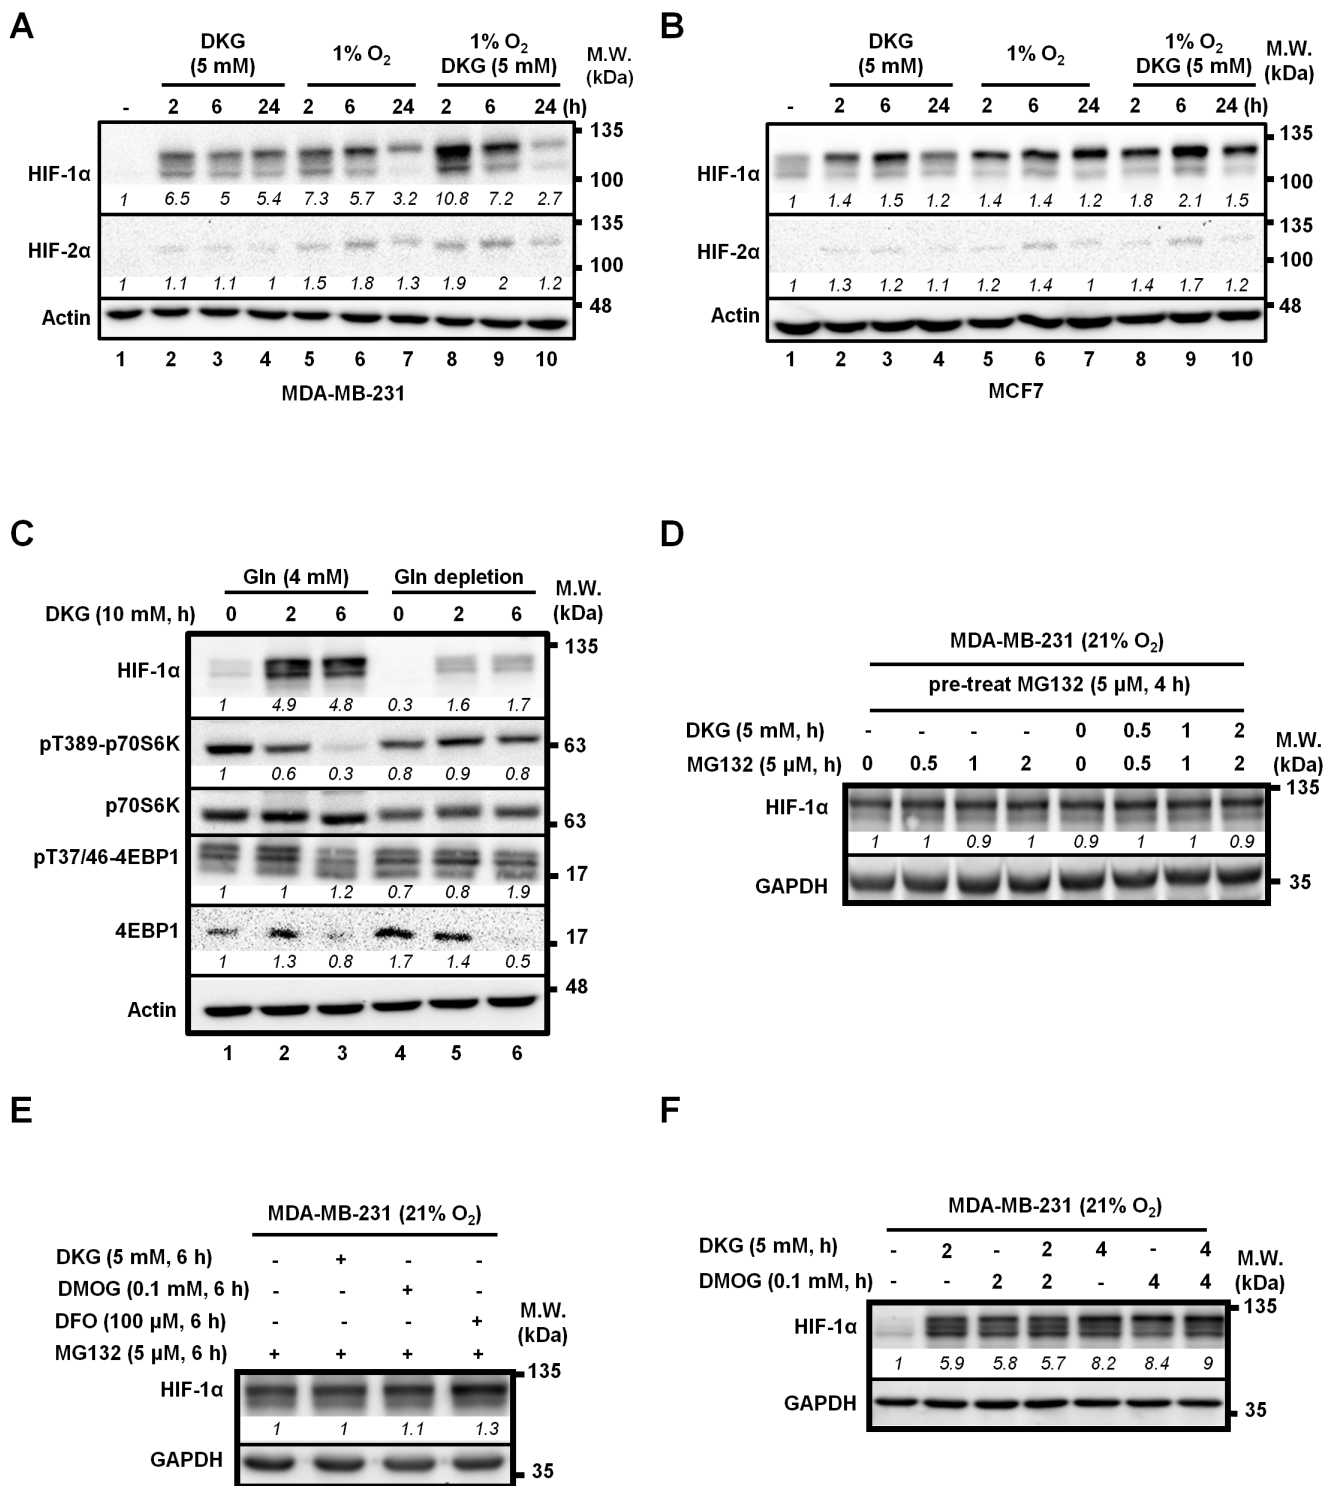 A
DKG
(5 mM)
1% O₂
1% O₂
DKG (5 mM)
M.W.
(kDa)
- 2 6 24 2 6 24 2 6 24 (h)
135
HIF-1α
100
1 6.5 5 5.4 7.3 5.7 3.2 10.8 7.2 2.7
135
HIF-2α
100
1 1.1 1.1 1 1.5 1.8 1.3 1.9 2 1.2
48
Actin
1 2 3 4 5 6 7 8 9 10
MDA-MB-231
B
DKG
(5 mM)
1% O₂
1% O₂
DKG (5 mM)
M.W.
(kDa)
- 2 6 24 2 6 24 2 6 24 (h)
135
HIF-1α
100
1 1.4 1.5 1.2 1.4 1.4 1.2 1.8 2.1 1.5
135
HIF-2α
100
1 1.3 1.2 1.1 1.2 1.4 1 1.4 1.7 1.2
48
Actin
1 2 3 4 5 6 7 8 9 10
MCF7
C
Gln (4 mM) Gln depletion
M.W.
(kDa)
DKG (10 mM, h) 0 2 6 0 2 6
135
HIF-1α
1 4.9 4.8 0.3 1.6 1.7
pT389-p70S6K 63
1 0.6 0.3 0.8 0.9 0.8
p70S6K
63
pT37/46-4EBP1
17
1 1 1.2 0.7 0.8 1.9
4EBP1
17
1 1.3 0.8 1.7 1.4 0.5
48
Actin
1 2 3 4 5 6
D
MDA-MB-231 (21% O₂)
pre-treat MG132 (5 µM, 4 h)
DKG (5 mM, h) - - - - 0 0.5 1 2
MG132 (5 µM, h) 0 0.5 1 2 0 0.5 1 2
M.W.
(kDa)
135
HIF-1α
1 1 0.9 1 0.9 1 1 0.9
GAPDH 35
E
MDA-MB-231 (21% O₂)
DKG (5 mM, 6 h) - + - -
DMOG (0.1 mM, 6 h) - - + -
DFO (100 µM, 6 h) - - - +
MG132 (5 µM, 6 h) + + + +
M.W.
(kDa)
135
HIF-1α
1 1 1.1 1.3
GAPDH
35
F
MDA-MB-231 (21% O₂)
DKG (5 mM, h) - 2 - 2 4 - 4
DMOG (0.1 mM, h) - - 2 2 - 4 4
M.W.
(kDa)
135
HIF-1α
1 5.9 5.8 5.7 8.2 8.4 9
GAPDH
35